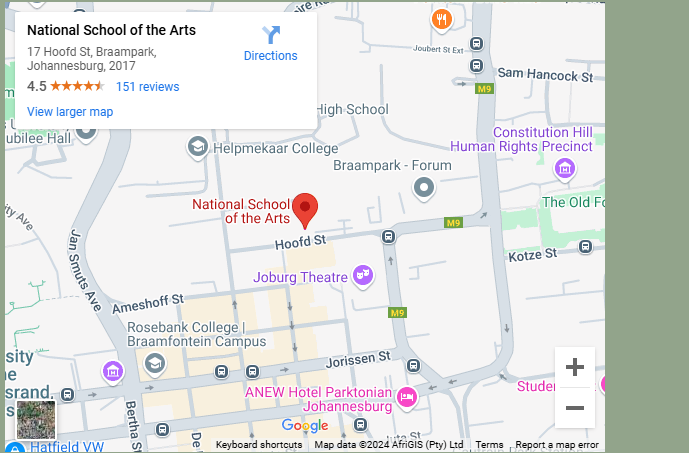 National School of the Arts
17 Hoofd St, Braampark,
Johannesburg, 2017
4.5
151 reviews
View larger map
Directions
Joubert St Ext
Sam Hancock St
M9
High School
ubilee Hall
Helpmekaar College
Constitution Hill
Human Rights Precinct
Braampark - Forum
National School
of the Arts
The Old Fo
ity Ave
M9
Hoofd St
Kotze St
Jan Smuts Ave
Joburg Theatre
Ameshoff St
M9
Rosebank College |
Braamfontein Campus
sity
he
srand,
Jorissen St
ANEW Hotel Parktonian
Johannesburg
Studen
Bertha St
De
Google
Hatfield VW
Keyboard shortcuts
Map data ©2024 AfriGIS (Pty) Ltd
Terms
Report a map error